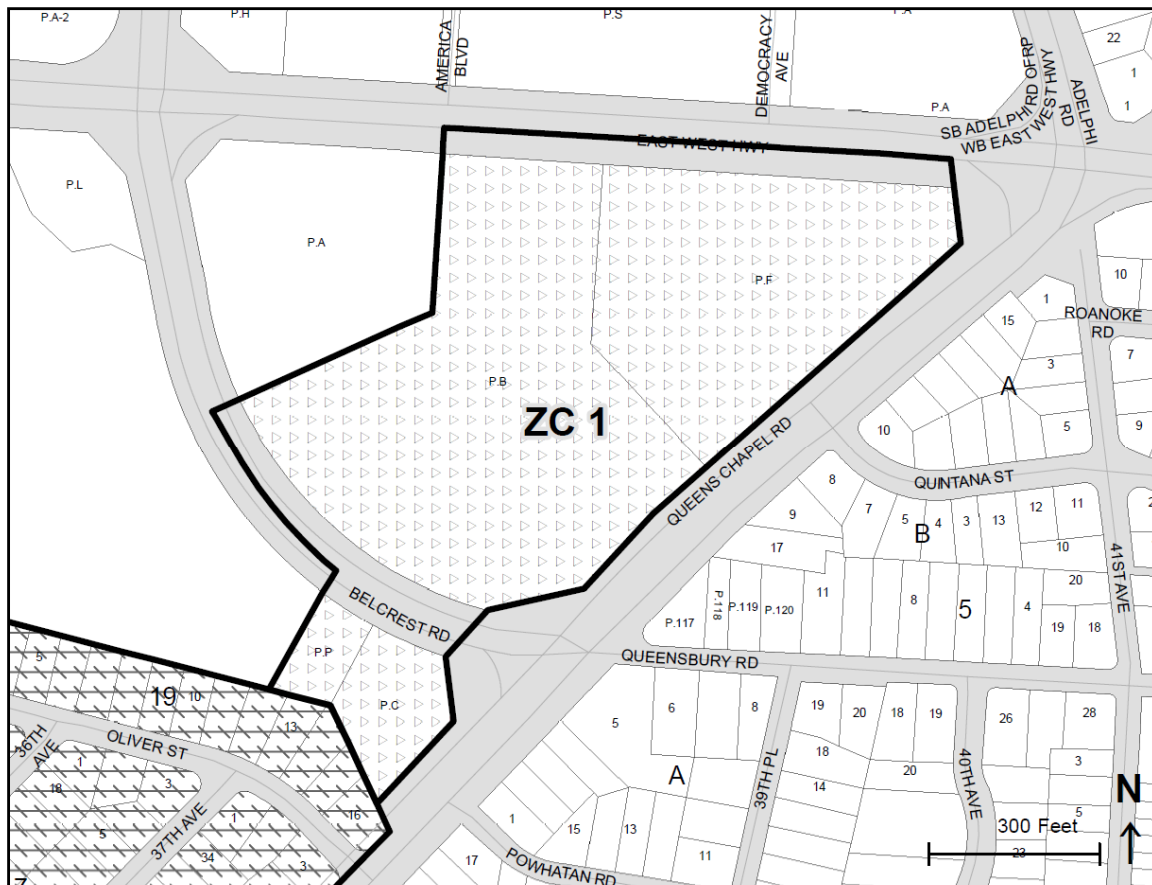 P.A-2
P.H
P.S
P.A
22
1
1
AMERICA
BLVD
DEMOCRACY
AVE
P.A
SB ADELPHI RD OFRP
WB EAST WEST HWY
ADELPHI
RD
EAST WEST HWY
P.L
P.A
P.F
10
1
15
ROANOKE
RD
3
7
P.B
A
ZC 1
10
5
9
QUEENS CHAPEL RD
QUINTANA ST
8
7
5
4
3
13
12
11
2
9
B
17
10
41ST AVE
11
8
5
4
20
19
18
P.117
P.118
P.119
P.120
BELCREST RD
QUEENSBURY RD
P.P
P.C
5
19
10
13
OLIVER ST
36TH
AVE
1
18
3
5
37TH AVE
1
16
34
3
7
5
6
8
A
39TH PL
19
20
18
19
18
20
14
40TH AVE
26
28
3
5
23
1
15
13
11
17
POWHATAN RD
N
300 Feet